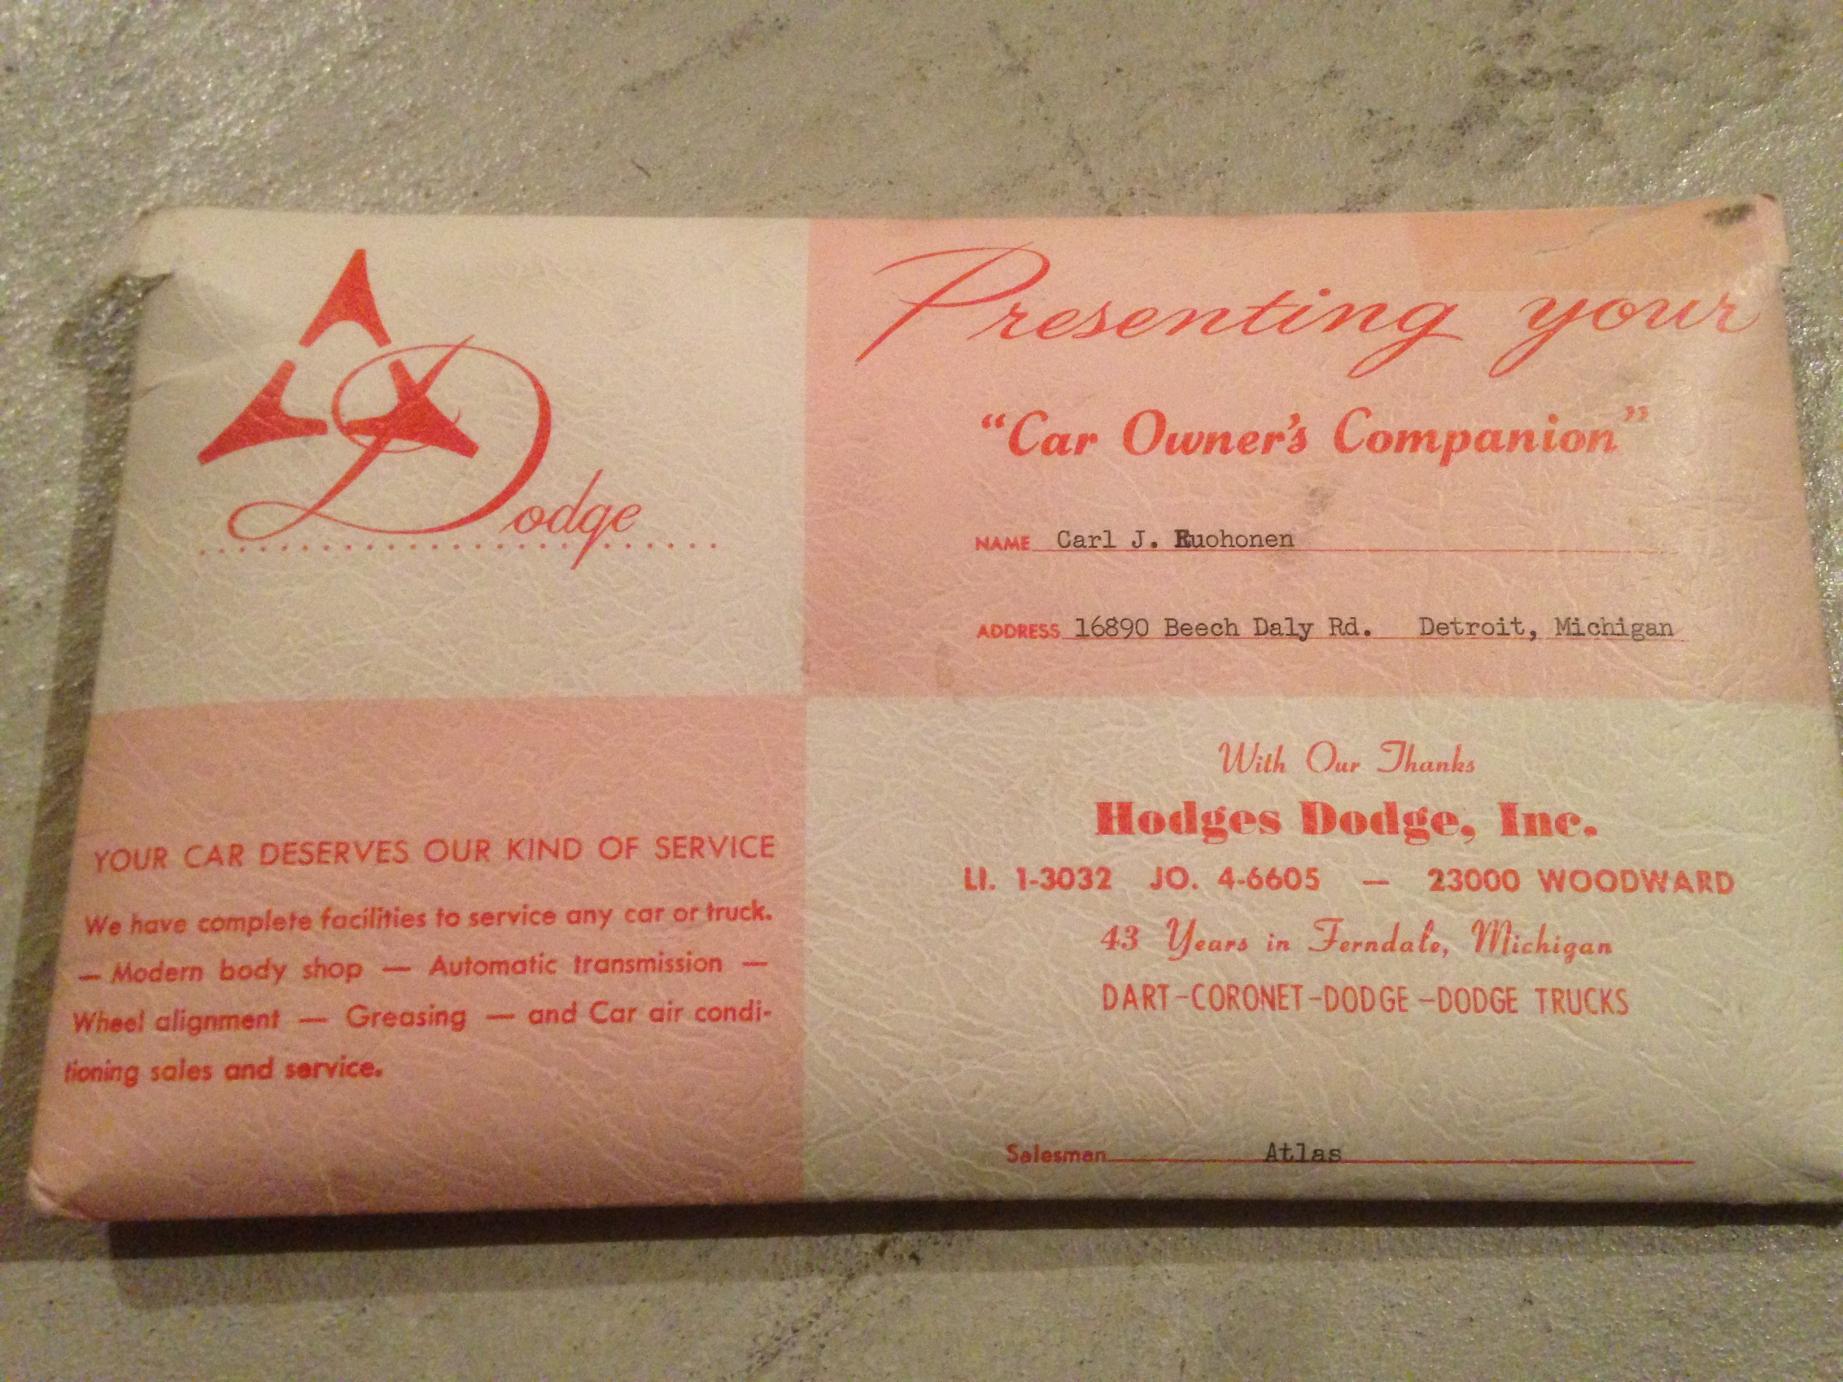 Dodge
Presenting your
“Car Owner's Companion”
NAME Carl J. Ruohonen
ADDRESS 16890 Beech Daly Rd. Detroit, Michigan
YOUR CAR DESERVES OUR KIND OF SERVICE
We have complete facilities to service any car or truck.
— Modern body shop — Automatic transmission —
Wheel alignment — Greasing — and Car air condi-
tioning sales and service.
With Our Thanks
Hodges Dodge, Inc.
LI. 1-3032 JO. 4-6605 — 23000 WOODWARD
43 Years in Ferndale, Michigan
DART-CORONET-DODGE-DODGE TRUCKS
Salesman Atlas